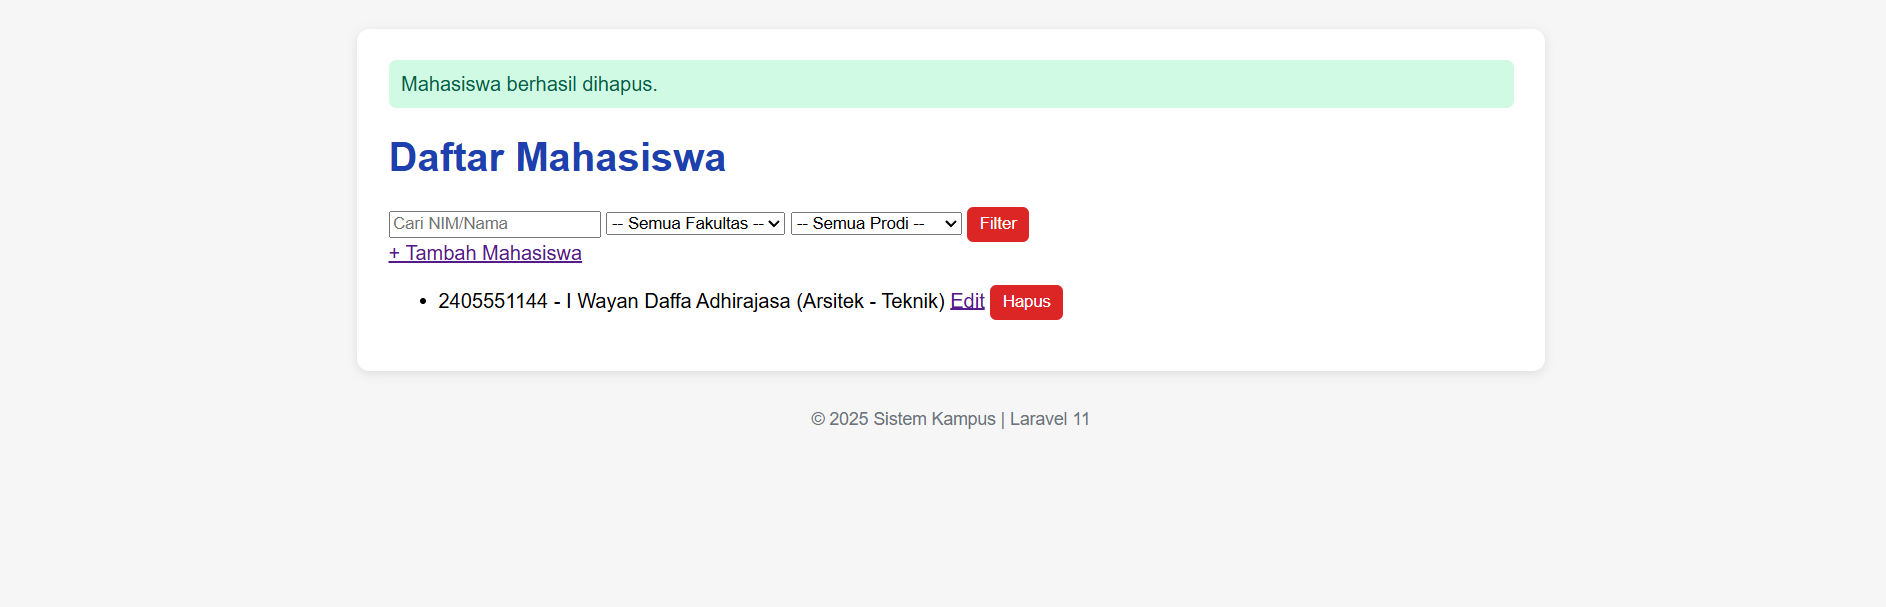 Mahasiswa berhasil dihapus.
Daftar Mahasiswa
Cari NIM/Nama -- Semua Fakultas -- -- Semua Prodi -- Filter
+ Tambah Mahasiswa
• 2405551144 - I Wayan Daffa Adhirajasa (Arsitek - Teknik) Edit Hapus
© 2025 Sistem Kampus | Laravel 11